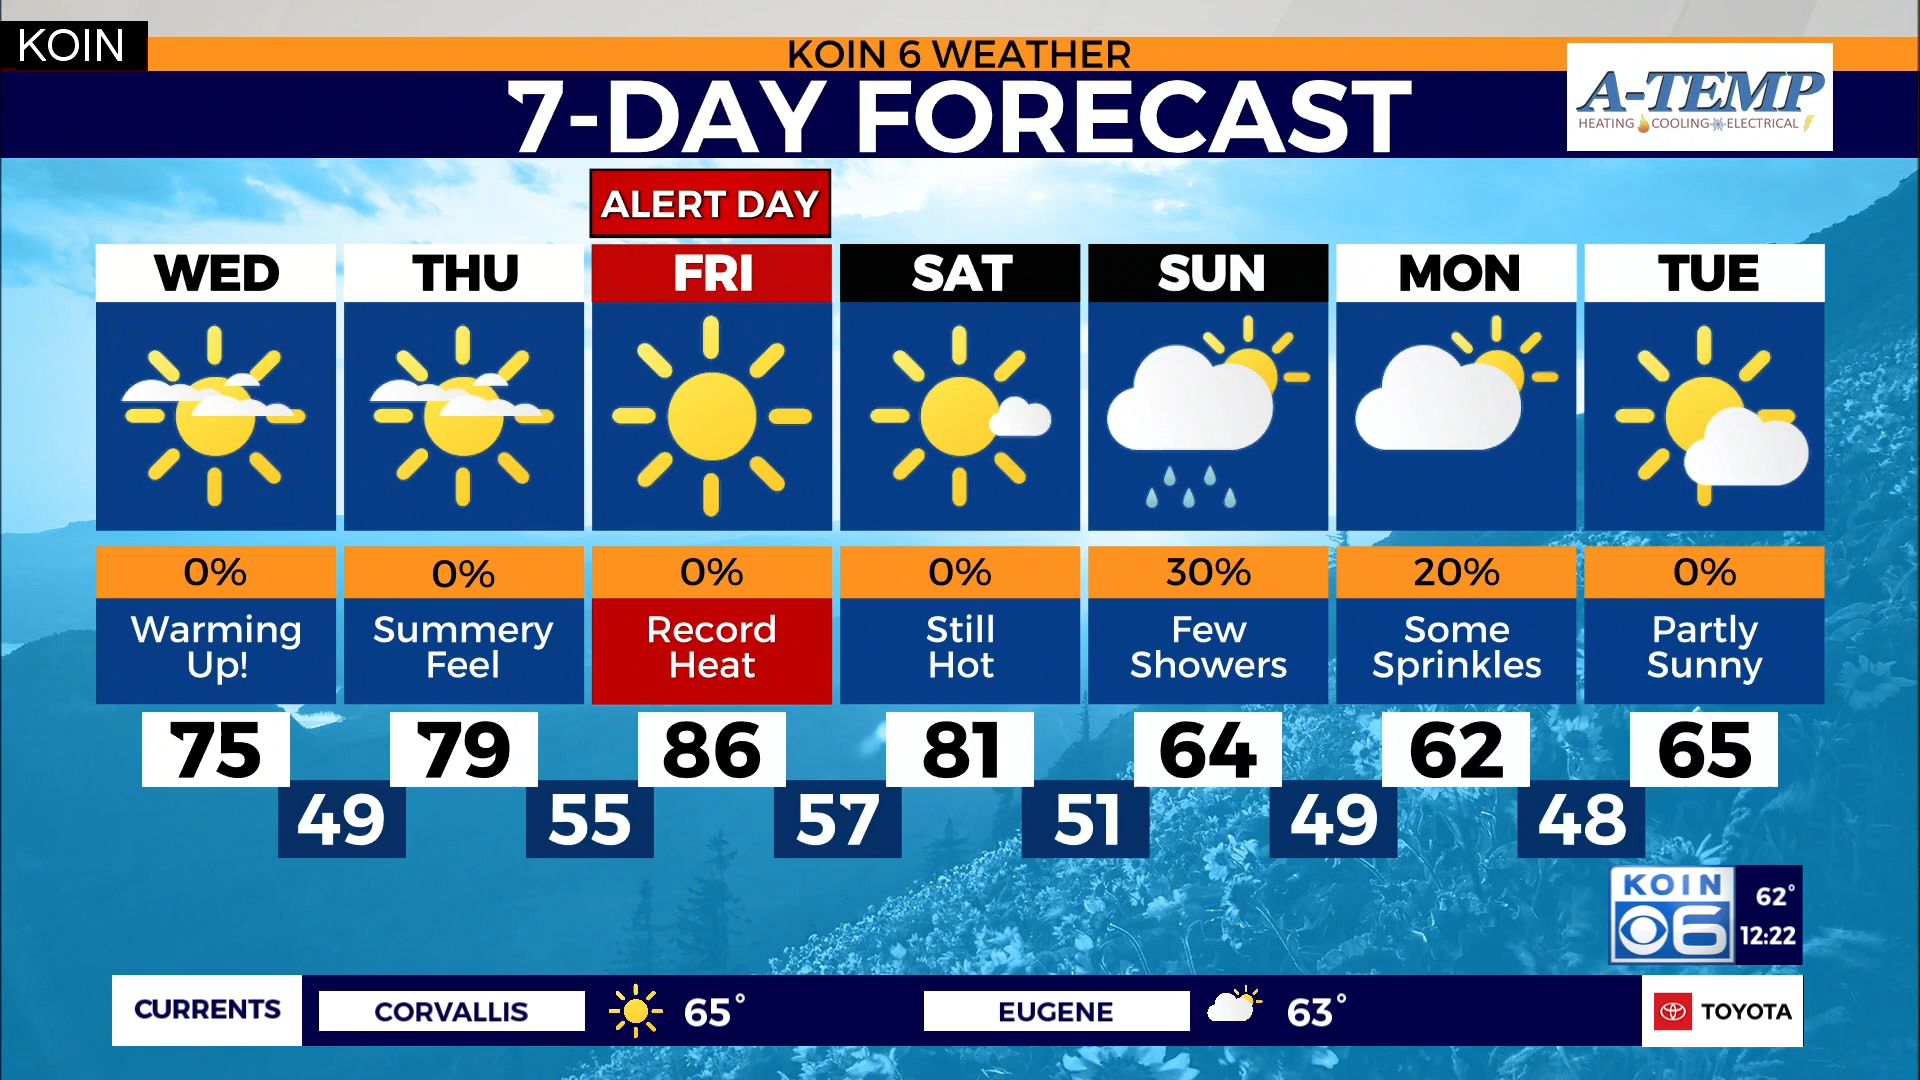 KOIN
KOIN 6 WEATHER
7-DAY FORECAST
A-TEMP
HEATING COOLING ELECTRICAL
ALERT DAY
WED THU FRI SAT SUN MON TUE
0% 0% 0% 0% 30% 20% 0%
Warming Summery Record Still Few Some Partly
Up! Feel Heat Hot Showers Sprinkles Sunny
75 79 86 81 64 62 65
49 55 57 51 49 48
KOIN
6
62°
12:22
CURRENTS CORVALLIS 65° EUGENE 63° TOYOTA